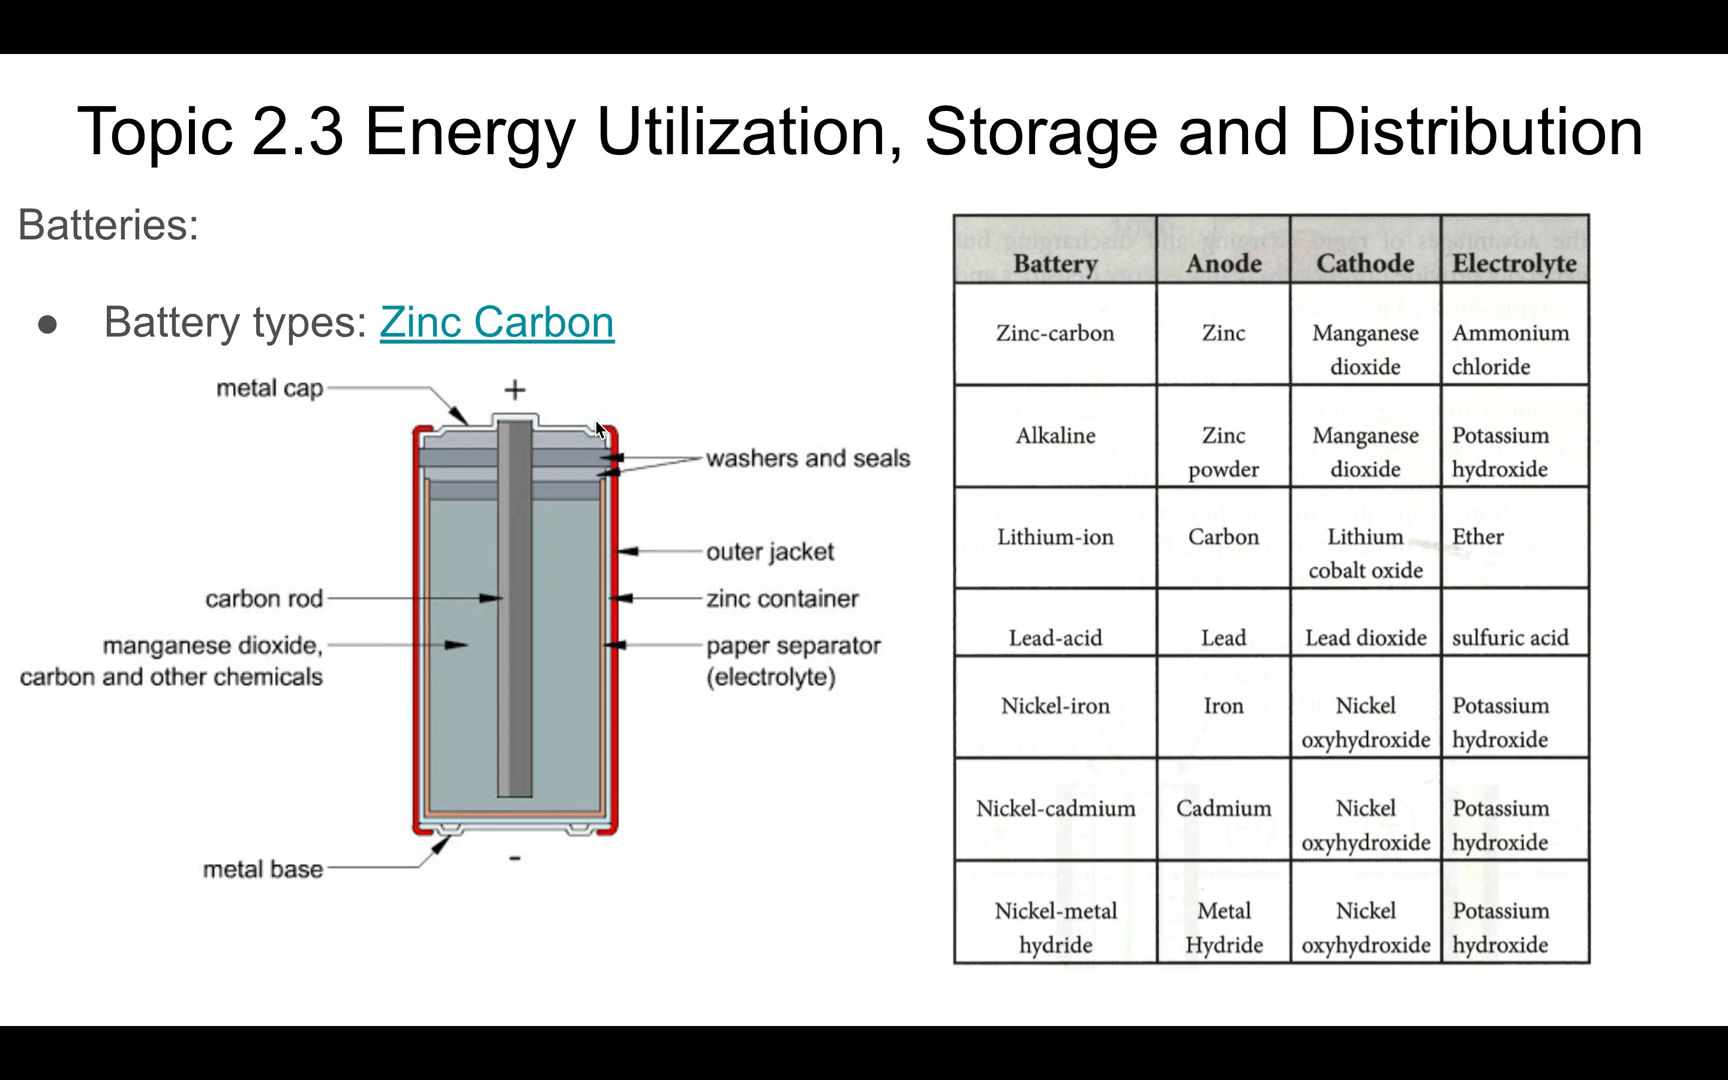 Topic 2.3 Energy Utilization, Storage and Distribution
Batteries:
● Battery types: Zinc Carbon
metal cap
+
washers and seals
outer jacket
carbon rod
zinc container
manganese dioxide,
carbon and other chemicals
paper separator
(electrolyte)
metal base
-
Battery Anode Cathode Electrolyte
Zinc-carbon Zinc Manganese Ammonium
dioxide chloride
Alkaline Zinc Manganese Potassium
powder dioxide hydroxide
Lithium-ion Carbon Lithium Ether
cobalt oxide
Lead-acid Lead Lead dioxide sulfuric acid
Nickel-iron Iron Nickel Potassium
oxyhydroxide hydroxide
Nickel-cadmium Cadmium Nickel Potassium
oxyhydroxide hydroxide
Nickel-metal Metal Nickel Potassium
hydride Hydride oxyhydroxide hydroxide